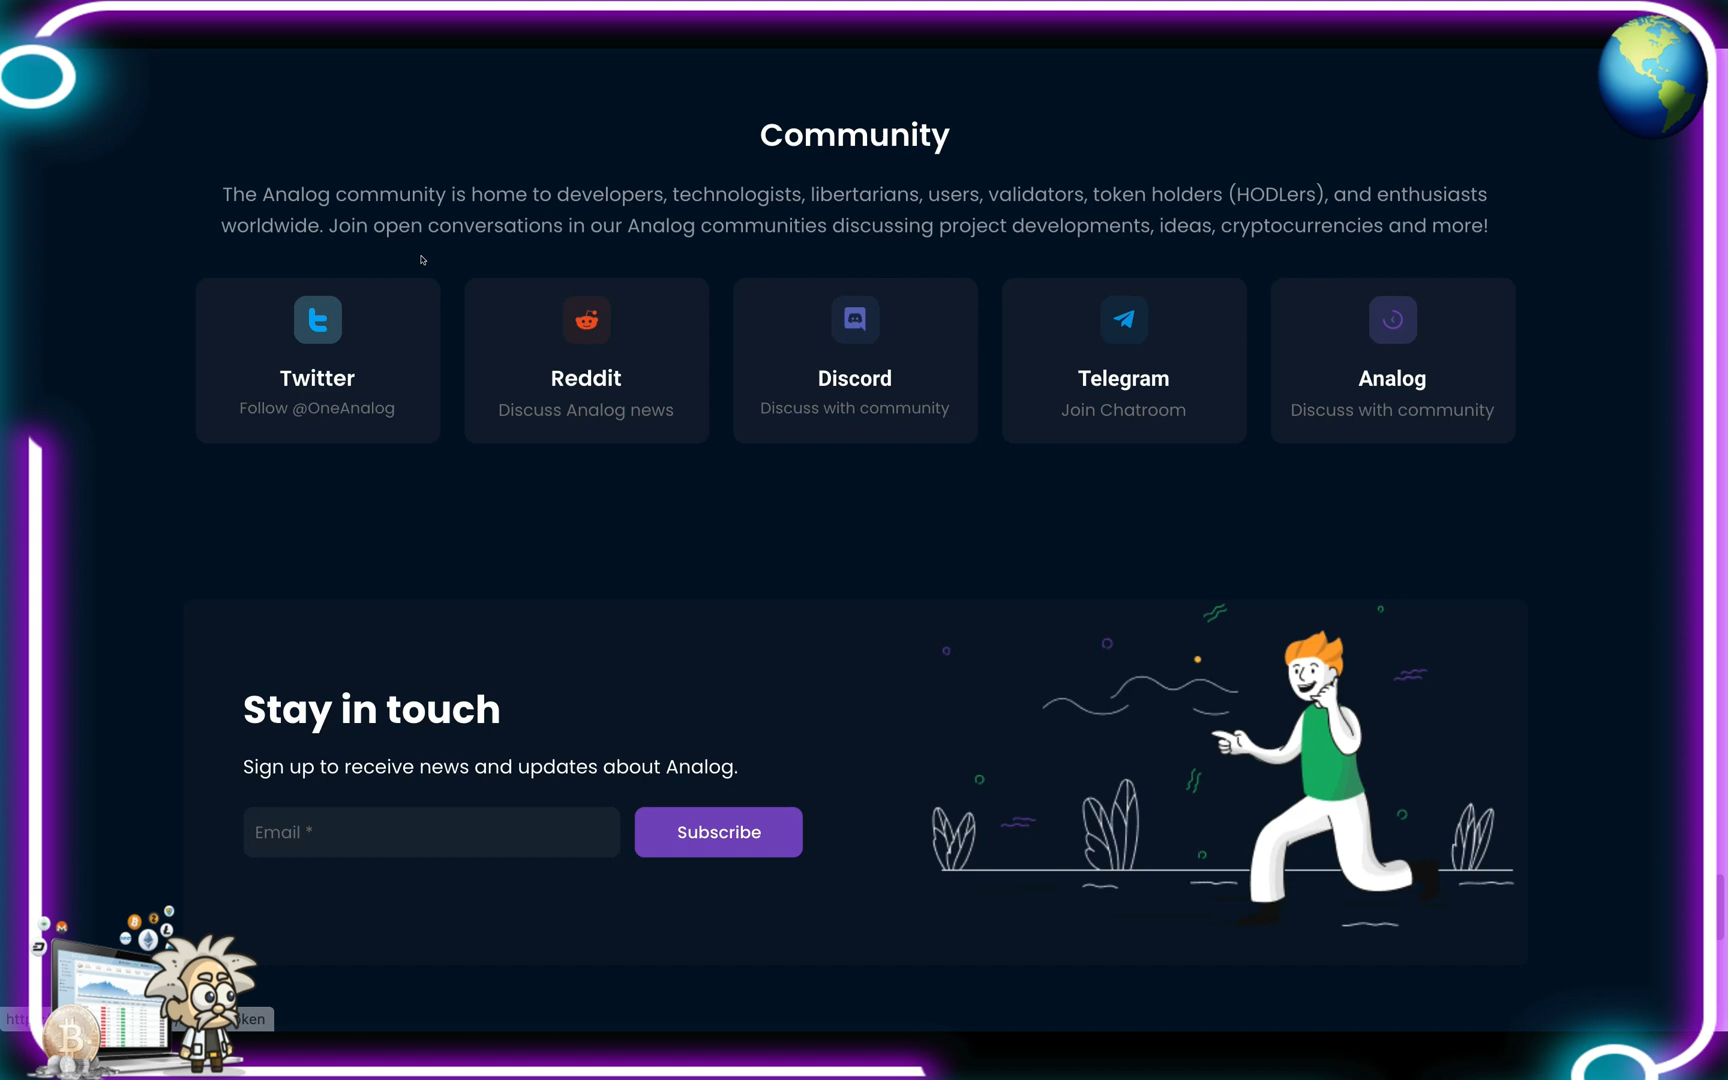 Community
The Analog community is home to developers, technologists, libertarians, users, validators, token holders (HODLers), and enthusiasts
worldwide. Join open conversations in our Analog communities discussing project developments, ideas, cryptocurrencies and more!
Twitter
Follow @OneAnalog
Reddit
Discuss Analog news
Discord
Discuss with community
Telegram
Join Chatroom
Analog
Discuss with community
Stay in touch
Sign up to receive news and updates about Analog.
Email *
Subscribe